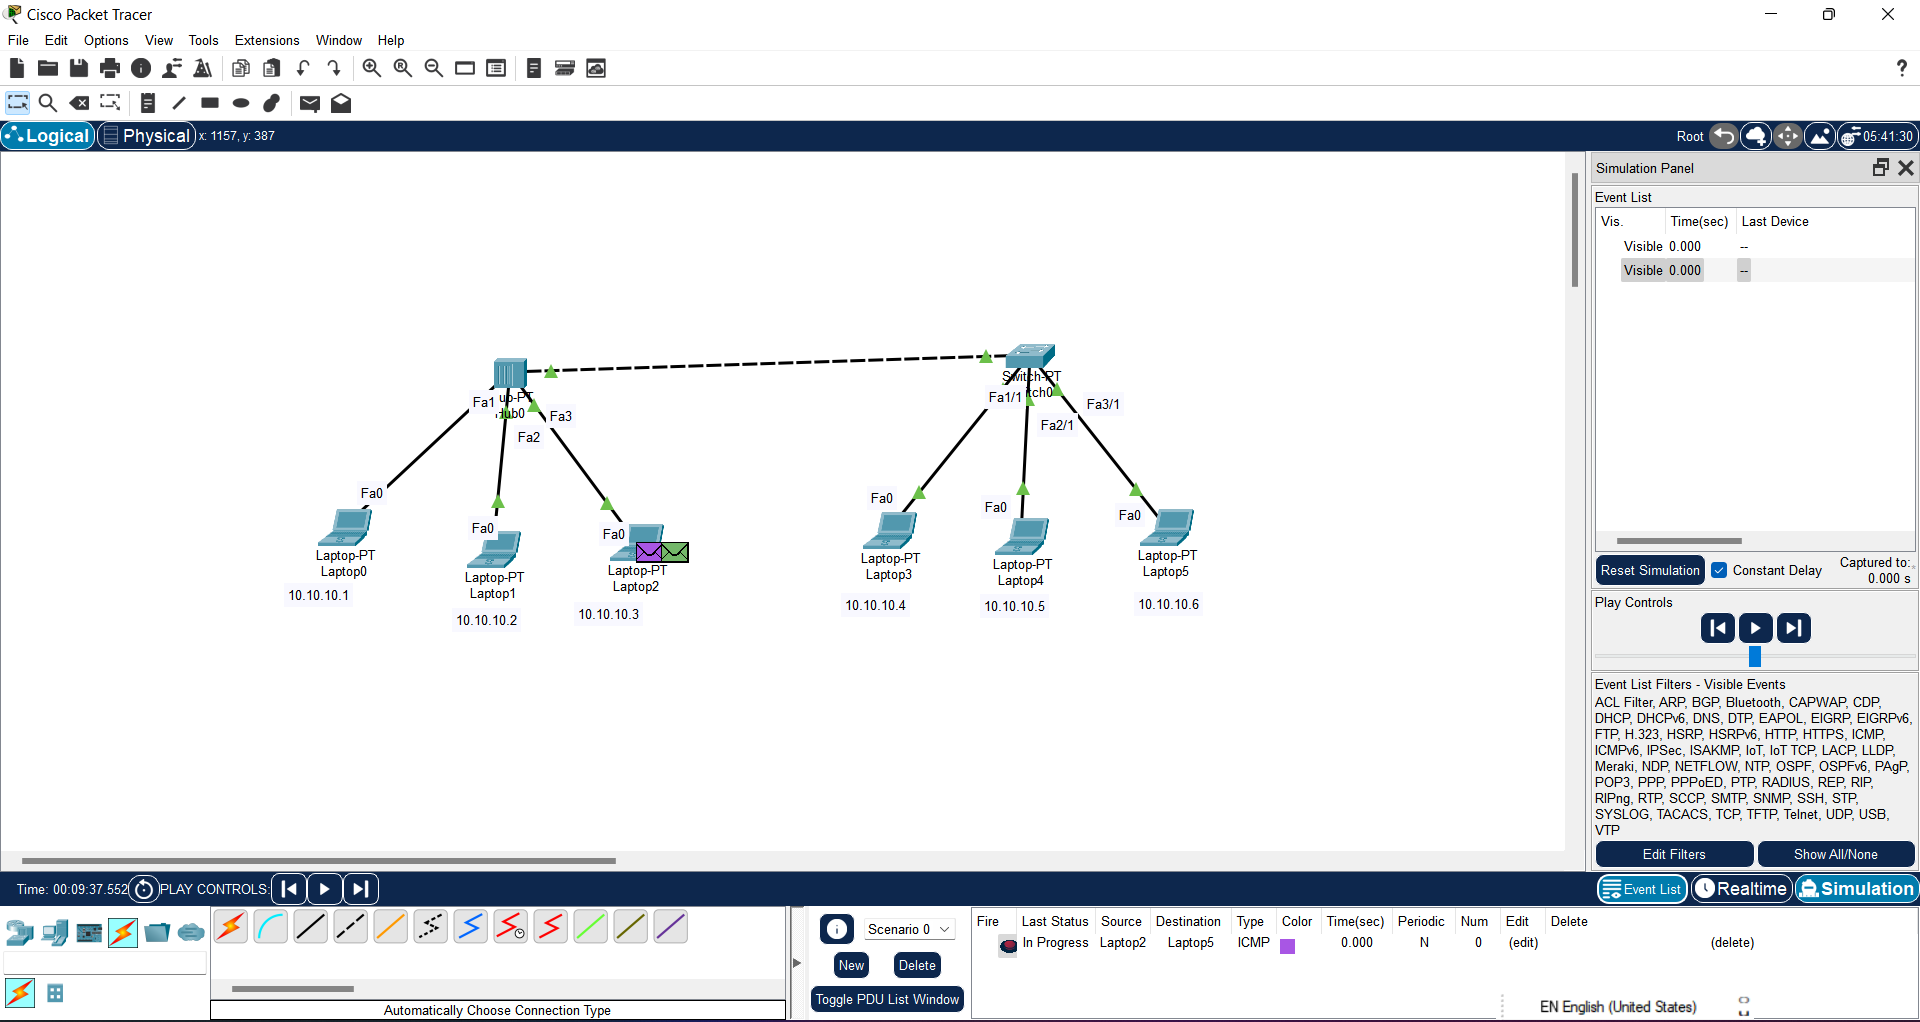 Cisco Packet Tracer
File Edit Options View Tools Extensions Window Help
Logical Physical x: 1157, y: 387 Root 05:41:30
Simulation Panel
Event List
Vis. Time(sec) Last Device
Visible 0.000 --
Visible 0.000 --
Switch-PT
tch0
Fa1/1
Fa3/1
Fa2/1
Fa1
ub-PT
Hub0
Fa3
Fa2
Fa0
Laptop-PT
Laptop0
10.10.10.1
Fa0
Laptop-PT
Laptop1
10.10.10.2
Fa0
Laptop-PT
Laptop2
10.10.10.3
Fa0
Laptop-PT
Laptop3
10.10.10.4
Fa0
Laptop-PT
Laptop4
10.10.10.5
Fa0
Laptop-PT
Laptop5
10.10.10.6
Reset Simulation Constant Delay Captured to:
0.000 s
Play Controls
Event List Filters - Visible Events
ACL Filter, ARP, BGP, Bluetooth, CAPWAP, CDP,
DHCP, DHCPv6, DNS, DTP, EAPOL, EIGRP, EIGRPv6,
FTP, H.323, HSRP, HSRPv6, HTTP, HTTPS, ICMP,
ICMPv6, IPSec, ISAKMP, IoT, IoT TCP, LACP, LLDP,
Meraki, NDP, NETFLOW, NTP, OSPF, OSPFv6, PAgP,
POP3, PPP, PPPoED, PTP, RADIUS, REP, RIP,
RIPng, RTP, SCCP, SMTP, SNMP, SSH, STP,
SYSLOG, TACACS, TCP, TFTP, Telnet, UDP, USB,
VTP
Edit Filters Show All/None
Time: 00:09:37.552 PLAY CONTROLS: Event List Realtime Simulation
Automatically Choose Connection Type
Scenario 0
New Delete
Toggle PDU List Window
Fire Last Status Source Destination Type Color Time(sec) Periodic Num Edit Delete
In Progress Laptop2 Laptop5 ICMP 0.000 N 0 (edit) (delete)
EN English (United States)